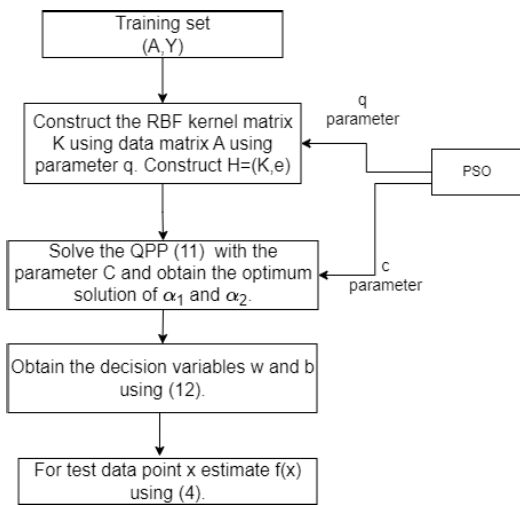 Training set
(A,Y)
Construct the RBF kernel matrix
K using data matrix A using
parameter q. Construct H=(K,e)
q
parameter
PSO
Solve the QPP (11) with the
parameter C and obtain the optimum
solution of α₁ and α₂.
c
parameter
Obtain the decision variables w and b
using (12).
For test data point x estimate f(x)
using (4).